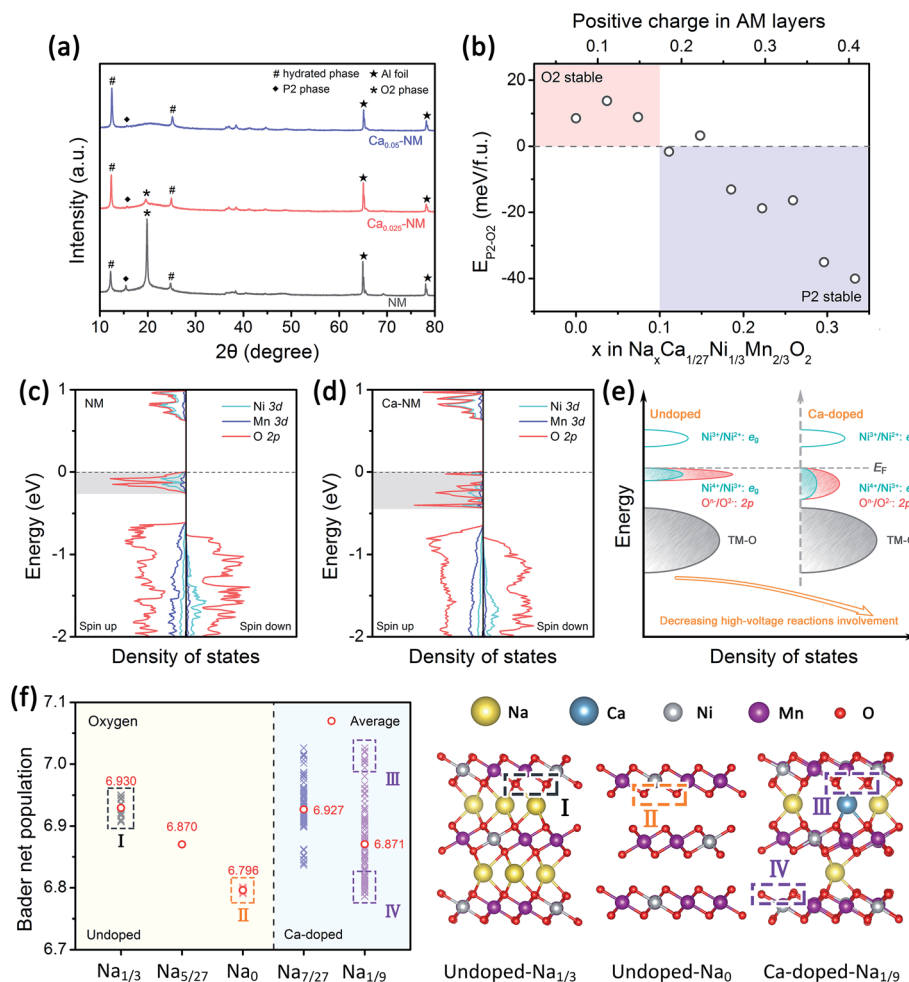 (a)
# hydrated phase ★ Al foil
◆ P2 phase * O2 phase
Ca0.05-NM
Ca0.025-NM
NM
Intensity (a.u.)
10 20 30 40 50 60 70 80
2θ (degree)
(b)
Positive charge in AM layers
0.1 0.2 0.3 0.4
O2 stable
P2 stable
EP2-O2 (meV/f.u.)
20
0
-20
-40
0.0 0.1 0.2 0.3
x in NaxCa1/27Ni1/3Mn2/3O2
(c)
NM
Ni 3d
Mn 3d
O 2p
Energy (eV)
1
0
-1
-2
Spin up Spin down
Density of states
(d)
Ca-NM
Ni 3d
Mn 3d
O 2p
Energy (eV)
1
0
-1
-2
Spin up Spin down
Density of states
(e)
Undoped Ca-doped
Ni3+/Ni2+: eg Ni3+/Ni2+: eg
EF
Ni4+/Ni3+: eg Ni4+/Ni3+: e
On-/O2-: 2p On-/O2-: 2p
TM-O TM-O
Decreasing high-voltage reactions involvement
Energy
Density of states
(f)
Bader net population
7.1
7.0
6.9
6.8
6.7
Oxygen
Average
6.930
I
6.870
6.796
II
6.927
6.871
III
IV
Undoped Ca-doped
Na1/3 Na5/27 Na0 Na7/27 Na1/9
Na Ca Ni Mn O
I
II
III
IV
Undoped-Na1/3 Undoped-Na0 Ca-doped-Na1/9